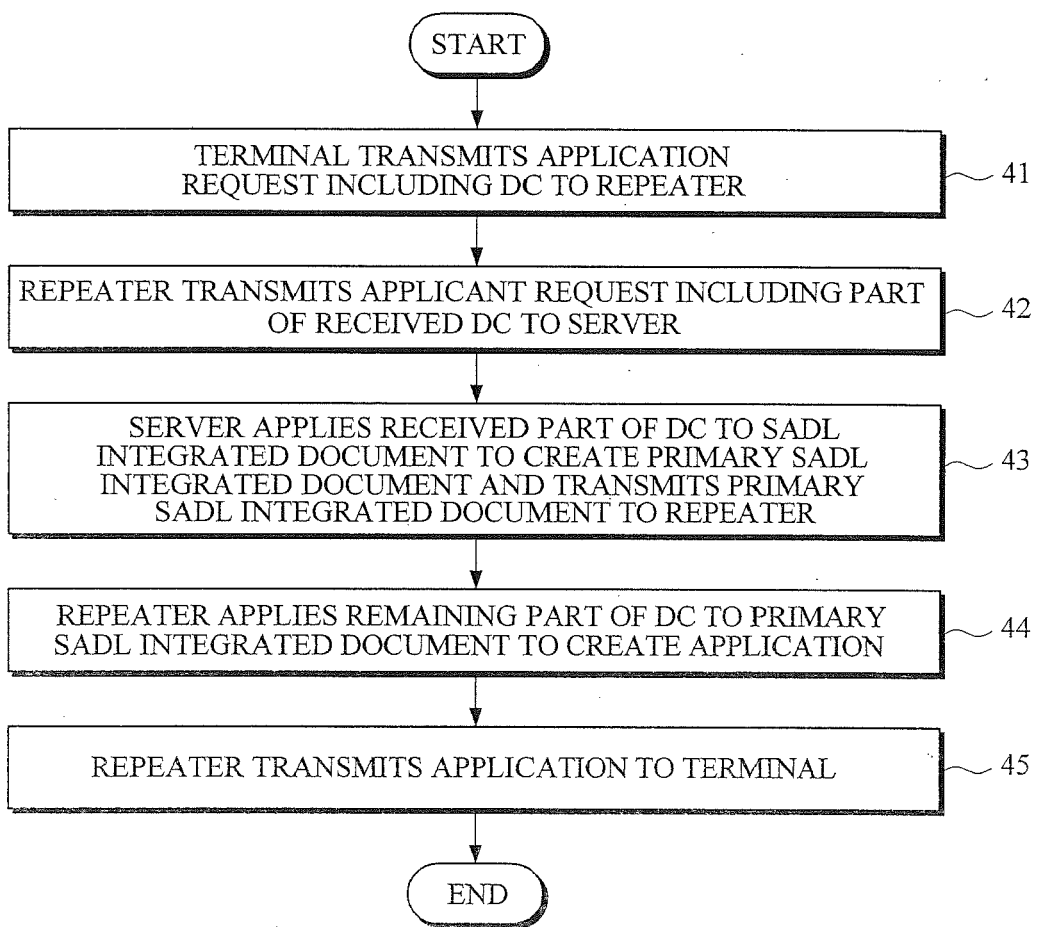 START
TERMINAL TRANSMITS APPLICATION
REQUEST INCLUDING DC TO REPEATER
41
REPEATER TRANSMITS APPLICANT REQUEST INCLUDING PART
OF RECEIVED DC TO SERVER
42
SERVER APPLIES RECEIVED PART OF DC TO SADL
INTEGRATED DOCUMENT TO CREATE PRIMARY SADL
INTEGRATED DOCUMENT AND TRANSMITS PRIMARY
SADL INTEGRATED DOCUMENT TO REPEATER
43
REPEATER APPLIES REMAINING PART OF DC TO PRIMARY
SADL INTEGRATED DOCUMENT TO CREATE APPLICATION
44
REPEATER TRANSMITS APPLICATION TO TERMINAL
45
END